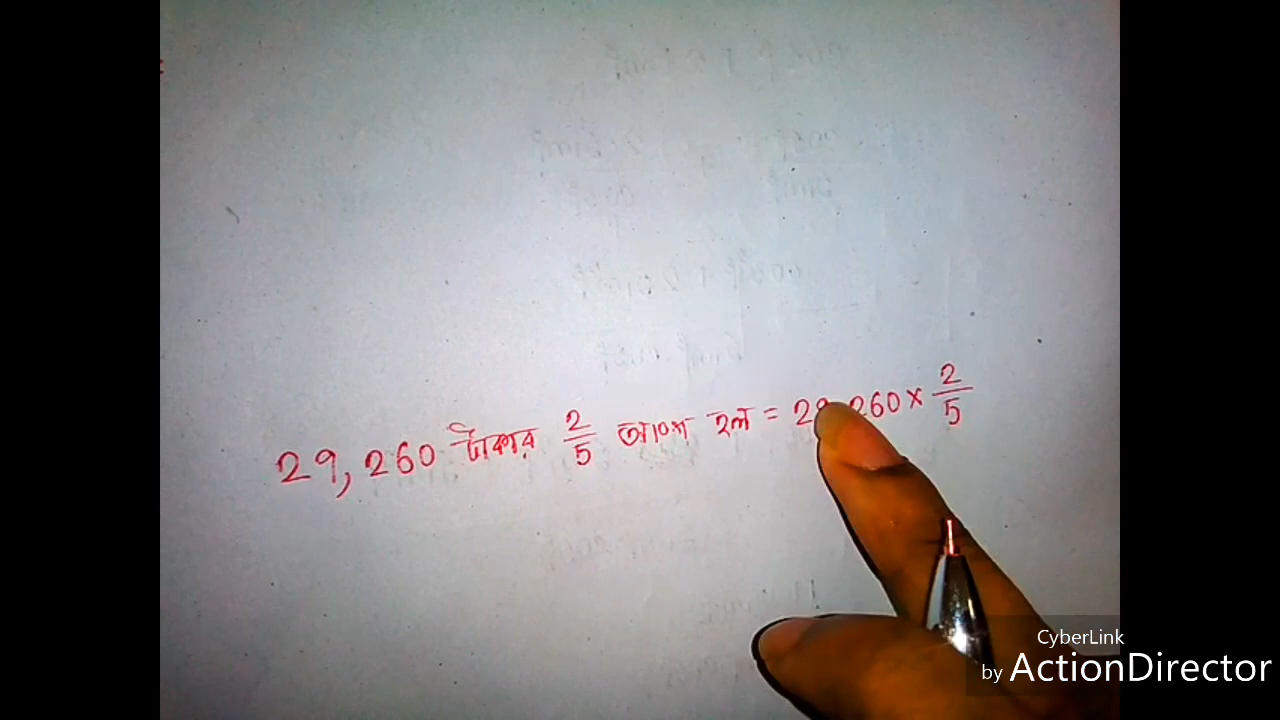 29,260 টাকার 2/5 অংশ হল = 29,260 × 2/5
CyberLink
by ActionDirector